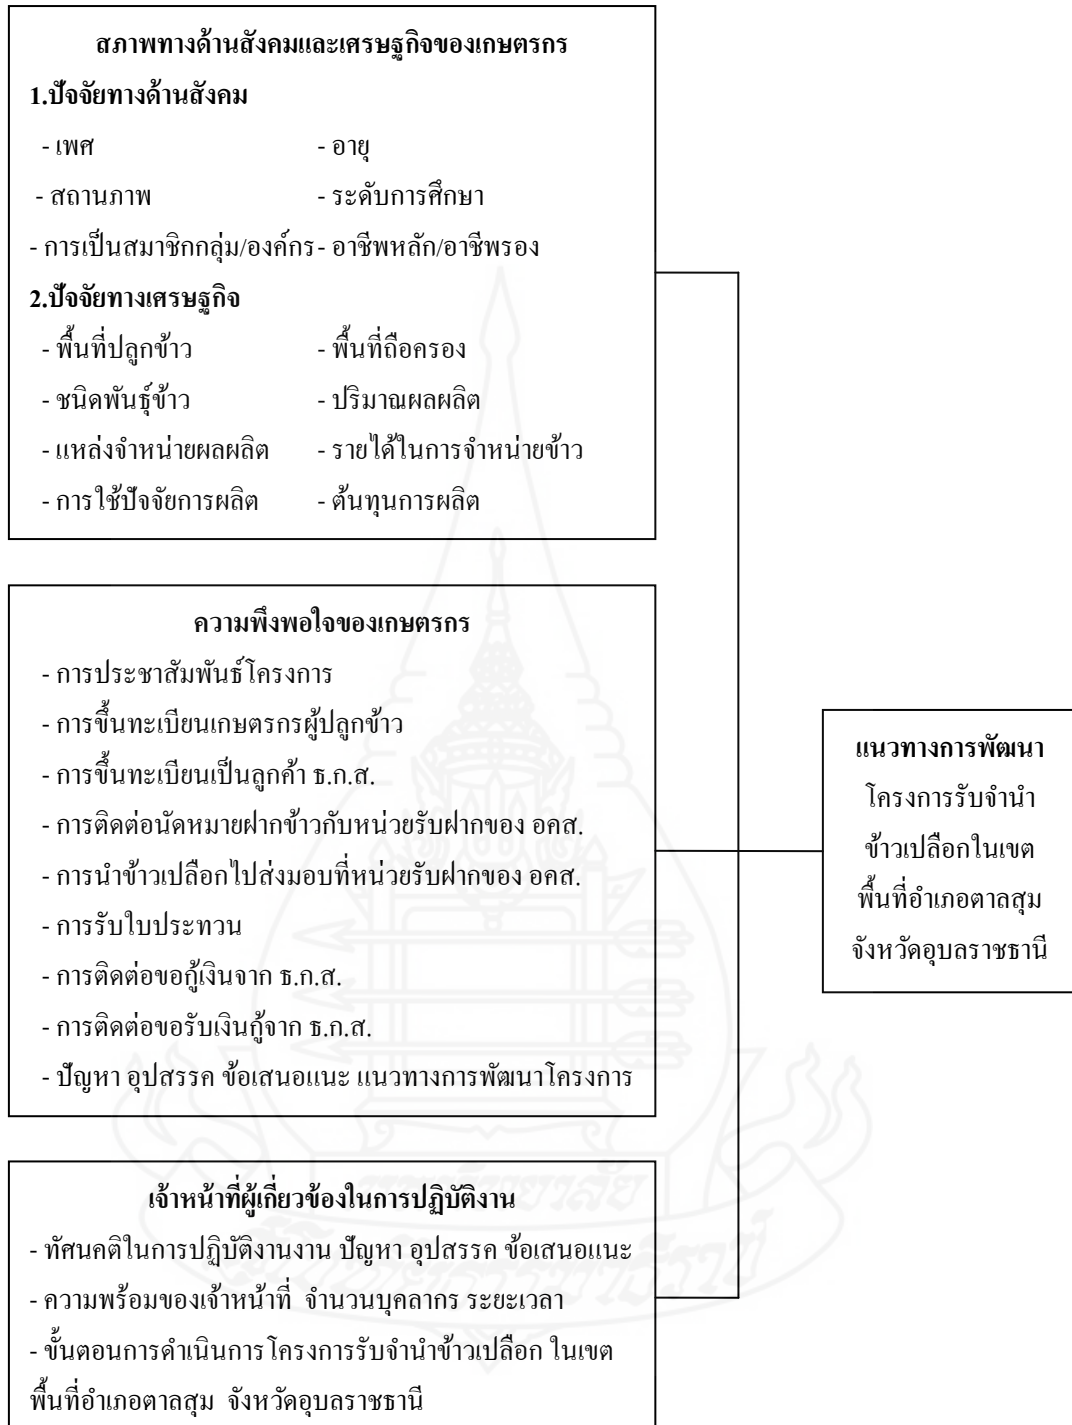 สภาพทางด้านสังคมและเศรษฐกิจของเกษตรกร
1.ปัจจัยทางด้านสังคม
- เพศ - อายุ
- สถานภาพ - ระดับการศึกษา
- การเป็นสมาชิกกลุ่ม/องค์กร - อาชีพหลัก/อาชีพรอง
2.ปัจจัยทางเศรษฐกิจ
- พื้นที่ปลูกข้าว - พื้นที่ถือครอง
- ชนิดพันธุ์ข้าว - ปริมาณผลผลิต
- แหล่งจำหน่ายผลผลิต - รายได้ในการจำหน่ายข้าว
- การใช้ปัจจัยการผลิต - ต้นทุนการผลิต
ความพึงพอใจของเกษตรกร
- การประชาสัมพันธ์โครงการ
- การขึ้นทะเบียนเกษตรกรผู้ปลูกข้าว
- การขึ้นทะเบียนเป็นลูกค้า ธ.ก.ส.
- การติดต่อนัดหมายฝากข้าวกับหน่วยรับฝากของ อคส.
- การนำข้าวเปลือกไปส่งมอบที่หน่วยรับฝากของ อคส.
- การรับใบประทวน
- การติดต่อขอกู้เงินจาก ธ.ก.ส.
- การติดต่อขอรับเงินกู้จาก ธ.ก.ส.
- ปัญหา อุปสรรค ข้อเสนอแนะ แนวทางการพัฒนาโครงการ
เจ้าหน้าที่ผู้เกี่ยวข้องในการปฏิบัติงาน
- ทัศนคติในการปฏิบัติงานงาน ปัญหา อุปสรรค ข้อเสนอแนะ
- ความพร้อมของเจ้าหน้าที่ จำนวนบุคลากร ระยะเวลา
- ขั้นตอนการดำเนินการโครงการรับจำนำข้าวเปลือก ในเขต
พื้นที่อำเภอตาลสุม จังหวัดอุบลราชธานี
แนวทางการพัฒนา
โครงการรับจำนำ
ข้าวเปลือกในเขต
พื้นที่อำเภอตาลสุม
จังหวัดอุบลราชธานี